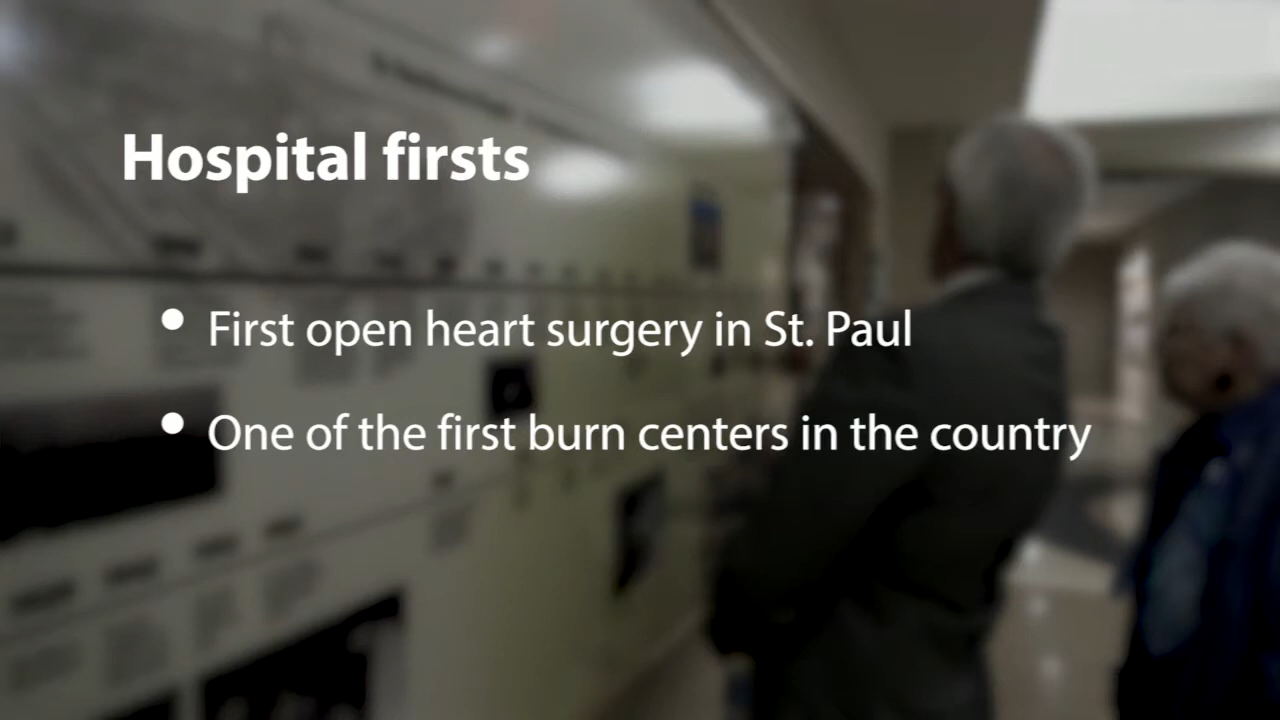 Hospital firsts
• First open heart surgery in St. Paul
• One of the first burn centers in the country